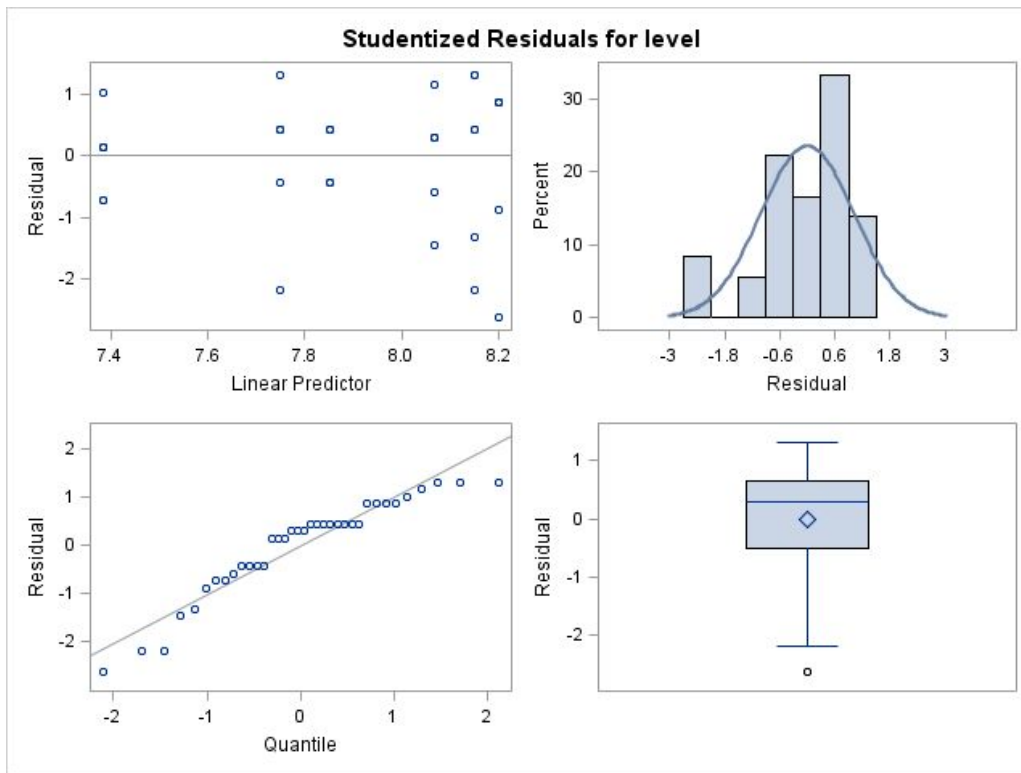 Studentized Residuals for level
1
0
-1
-2
Residual
7.4 7.6 7.8 8.0 8.2
Linear Predictor
30
20
10
0
Percent
-3 -1.8 -0.6 0.6 1.8 3
Residual
2
1
0
-1
-2
Residual
-2 -1 0 1 2
Quantile
1
0
-1
-2
Residual